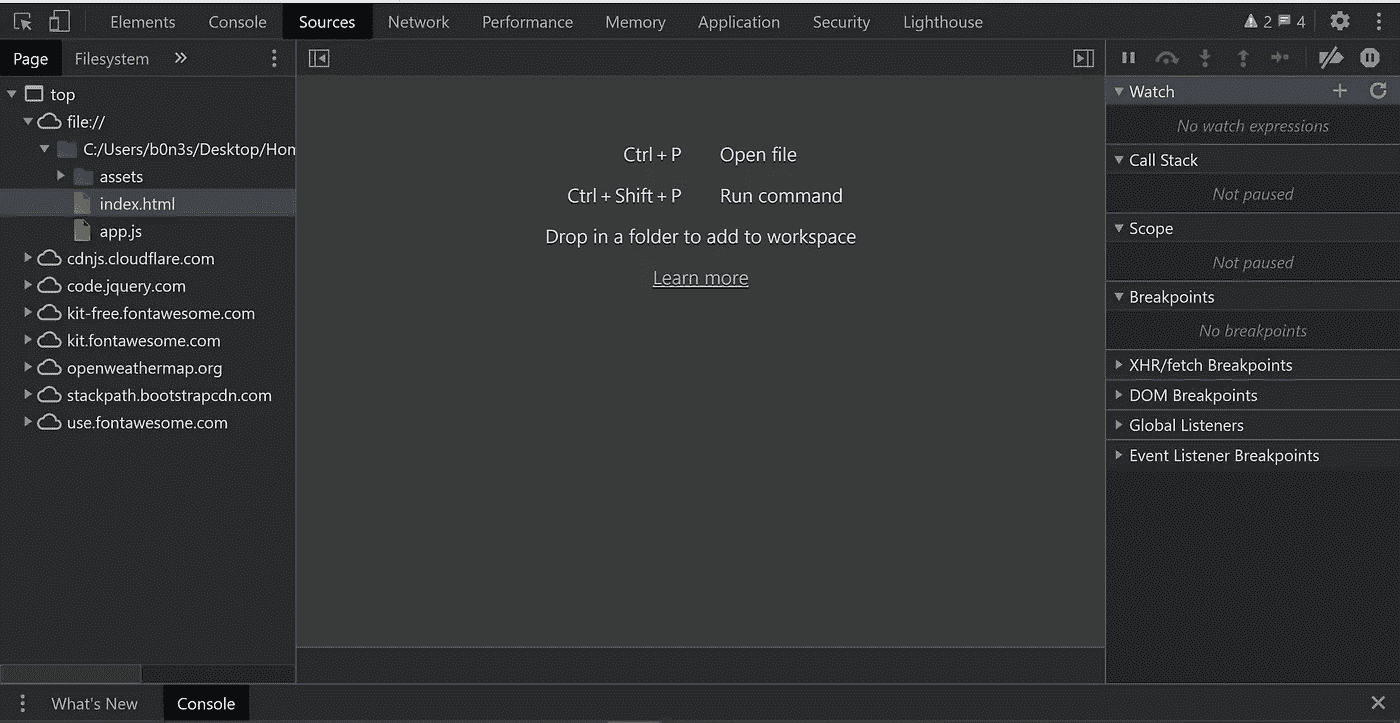 Elements Console Sources Network Performance Memory Application Security Lighthouse 2 4
Page Filesystem
top
file://
C:/Users/b0n3s/Desktop/Hom
assets
index.html
app.js
cdnjs.cloudflare.com
code.jquery.com
kit-free.fontawesome.com
kit.fontawesome.com
openweathermap.org
stackpath.bootstrapcdn.com
use.fontawesome.com
Ctrl + P Open file
Ctrl + Shift + P Run command
Drop in a folder to add to workspace
Learn more
Watch
No watch expressions
Call Stack
Not paused
Scope
Not paused
Breakpoints
No breakpoints
XHR/fetch Breakpoints
DOM Breakpoints
Global Listeners
Event Listener Breakpoints
What's New Console